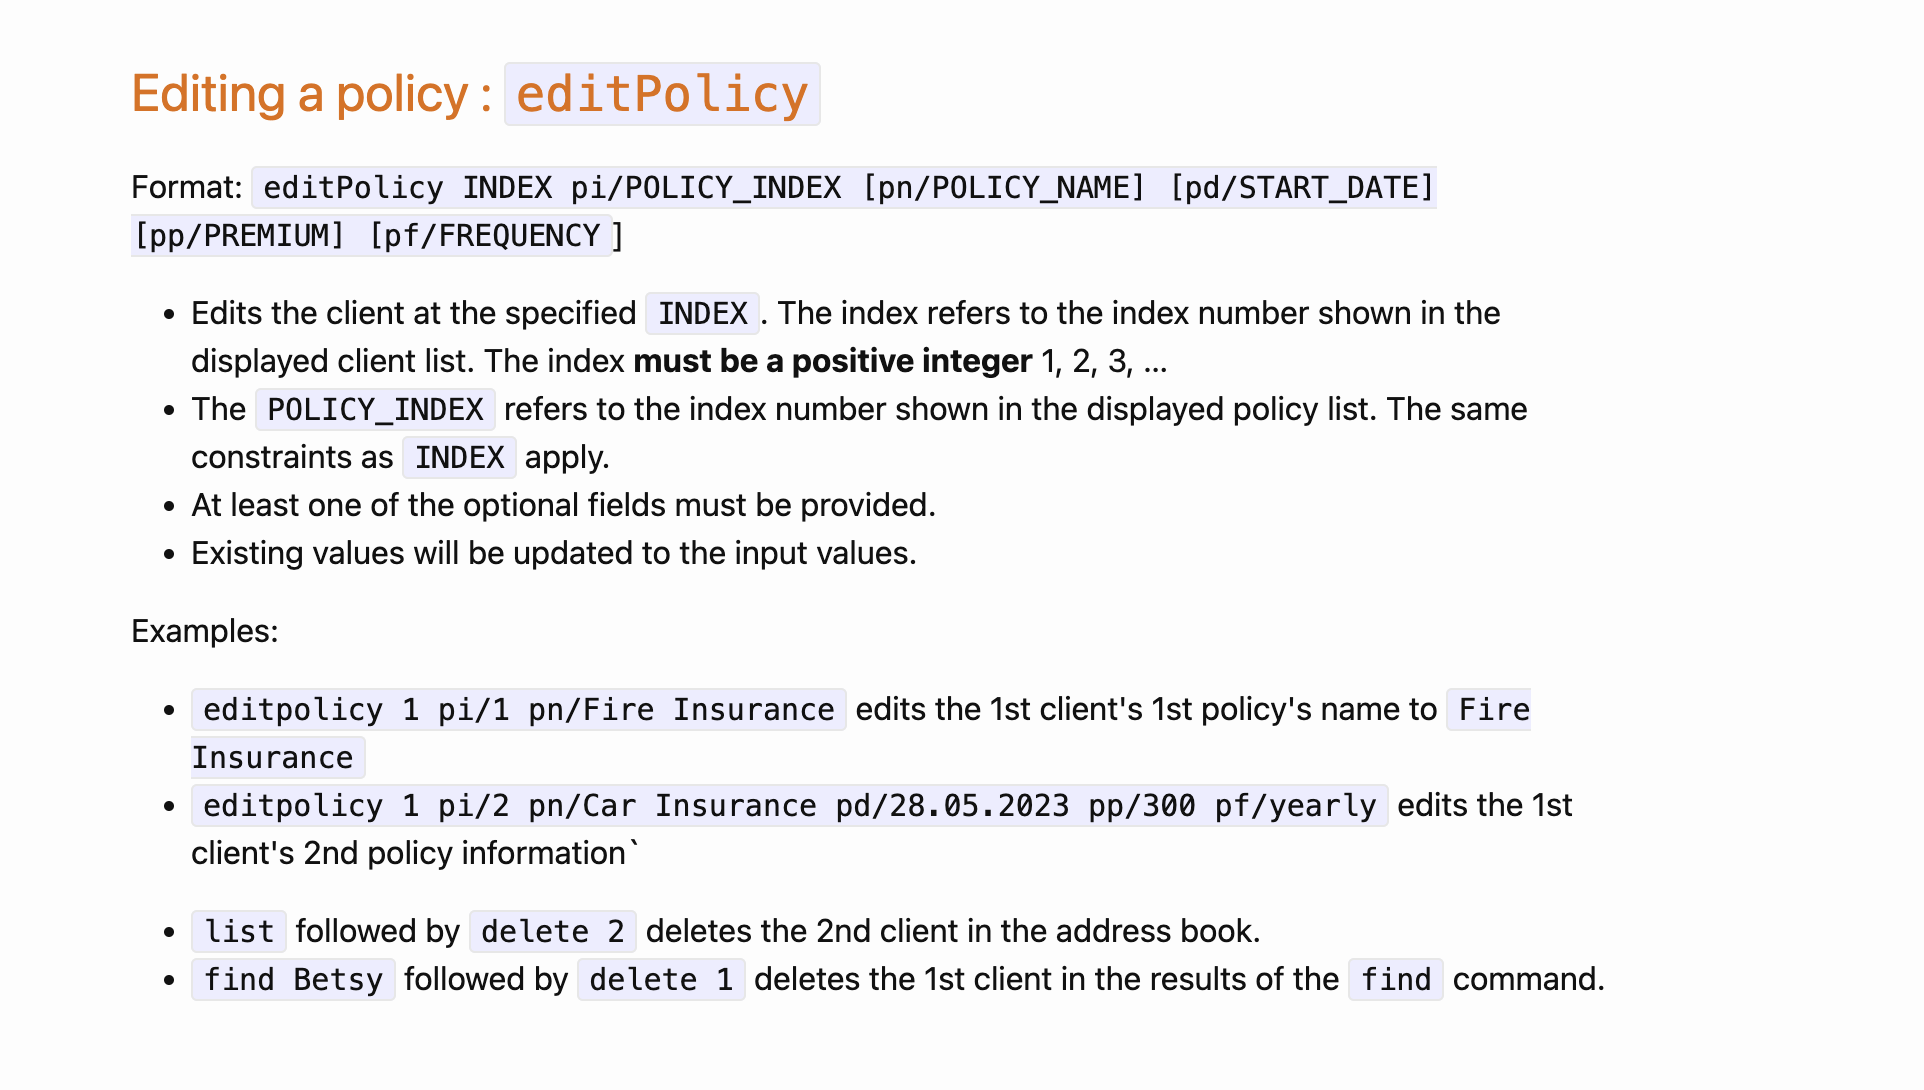 Editing a policy : editPolicy
Format: editPolicy INDEX pi/POLICY_INDEX [pn/POLICY_NAME] [pd/START_DATE]
[pp/PREMIUM] [pf/FREQUENCY ]
• Edits the client at the specified INDEX. The index refers to the index number shown in the
displayed client list. The index must be a positive integer 1, 2, 3, ...
• The POLICY_INDEX refers to the index number shown in the displayed policy list. The same
constraints as INDEX apply.
• At least one of the optional fields must be provided.
• Existing values will be updated to the input values.
Examples:
• editpolicy 1 pi/1 pn/Fire Insurance edits the 1st client's 1st policy's name to Fire
Insurance
• editpolicy 1 pi/2 pn/Car Insurance pd/28.05.2023 pp/300 pf/yearly edits the 1st
client's 2nd policy information`
• list followed by delete 2 deletes the 2nd client in the address book.
• find Betsy followed by delete 1 deletes the 1st client in the results of the find command.